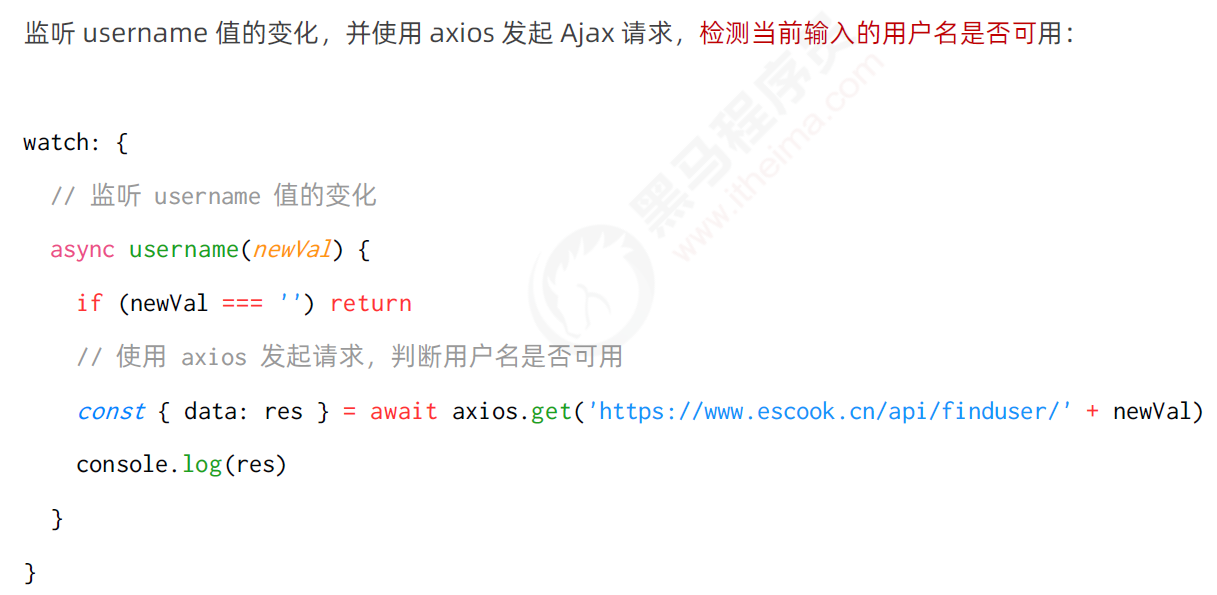 监听 username 值的变化，并使用 axios 发起 Ajax 请求，检测当前输入的用户名是否可用：
watch: {
// 监听 username 值的变化
async username(newVal) {
if (newVal === '') return
// 使用 axios 发起请求，判断用户名是否可用
const { data: res } = await axios.get('https://www.escook.cn/api/finduser/' + newVal)
console.log(res)
}
}
黑马程序员
www.itheima.com